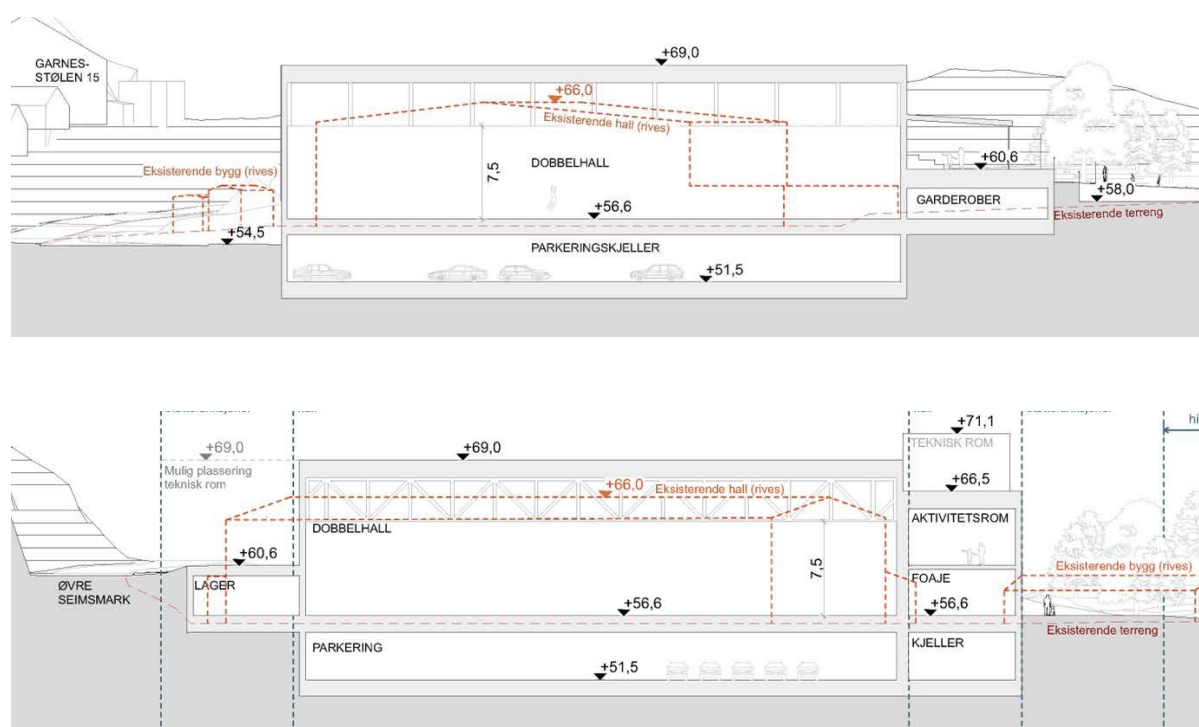 GARNES-
STØLEN 15
+69,0
+66,0
Eksisterende hall (rives)
Eksisterende bygg (rives)
7,5
DOBBELHALL
+60,6
+56,6
GARDEROBER
+58,0
Eksisterende terreng
+54,5
PARKERINGSKJELLER
+51,5
+71,1
hi
+69,0
+69,0
TEKNISK ROM
Mulig plassering
teknisk rom
+66,0
Eksisterende hall (rives)
+66,5
DOBBELHALL
AKTIVITETSROM
+60,6
7,5
Eksisterende bygg (rives)
ØVRE
SEIMSMARK
LAGER
FOAJE
+56,6
+56,6
Eksisterende terreng
PARKERING
KJELLER
+51,5